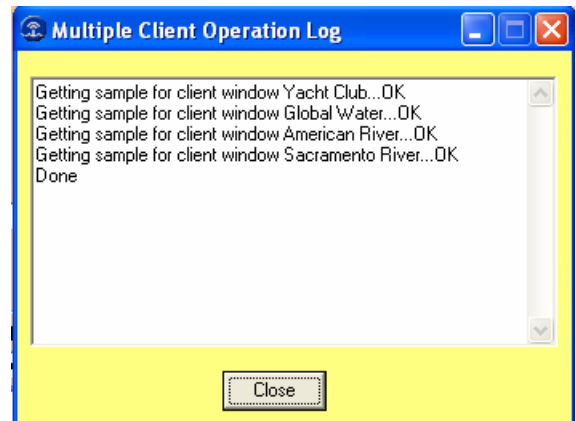 Multiple Client Operation Log
Getting sample for client window Yacht Club...OK
Getting sample for client window Global Water...OK
Getting sample for client window American River...OK
Getting sample for client window Sacramento River...OK
Done
Close